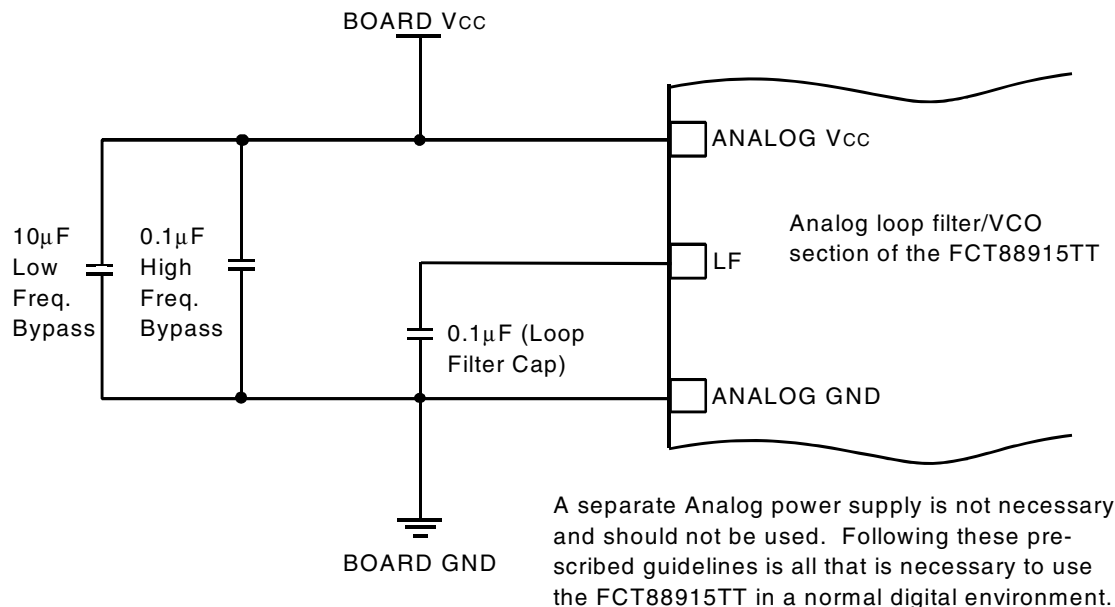 BOARD VCC
ANALOG VCC
10µF
Low
Freq.
Bypass
0.1µF
High
Freq.
Bypass
Analog loop filter/VCO
section of the FCT88915TT
LF
0.1µF (Loop
Filter Cap)
ANALOG GND
BOARD GND
A separate Analog power supply is not necessary
and should not be used. Following these pre-
scribed guidelines is all that is necessary to use
the FCT88915TT in a normal digital environment.